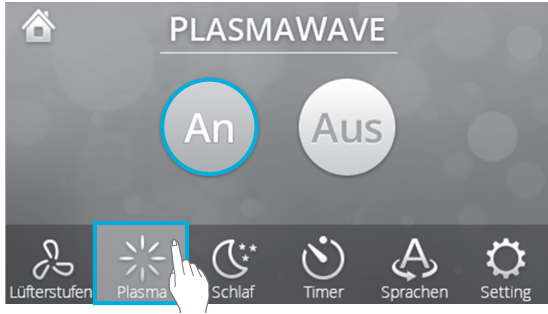 PLASMAWAVE
An Aus
Lüfterstufen Plasma Schlaf Timer Sprachen Setting